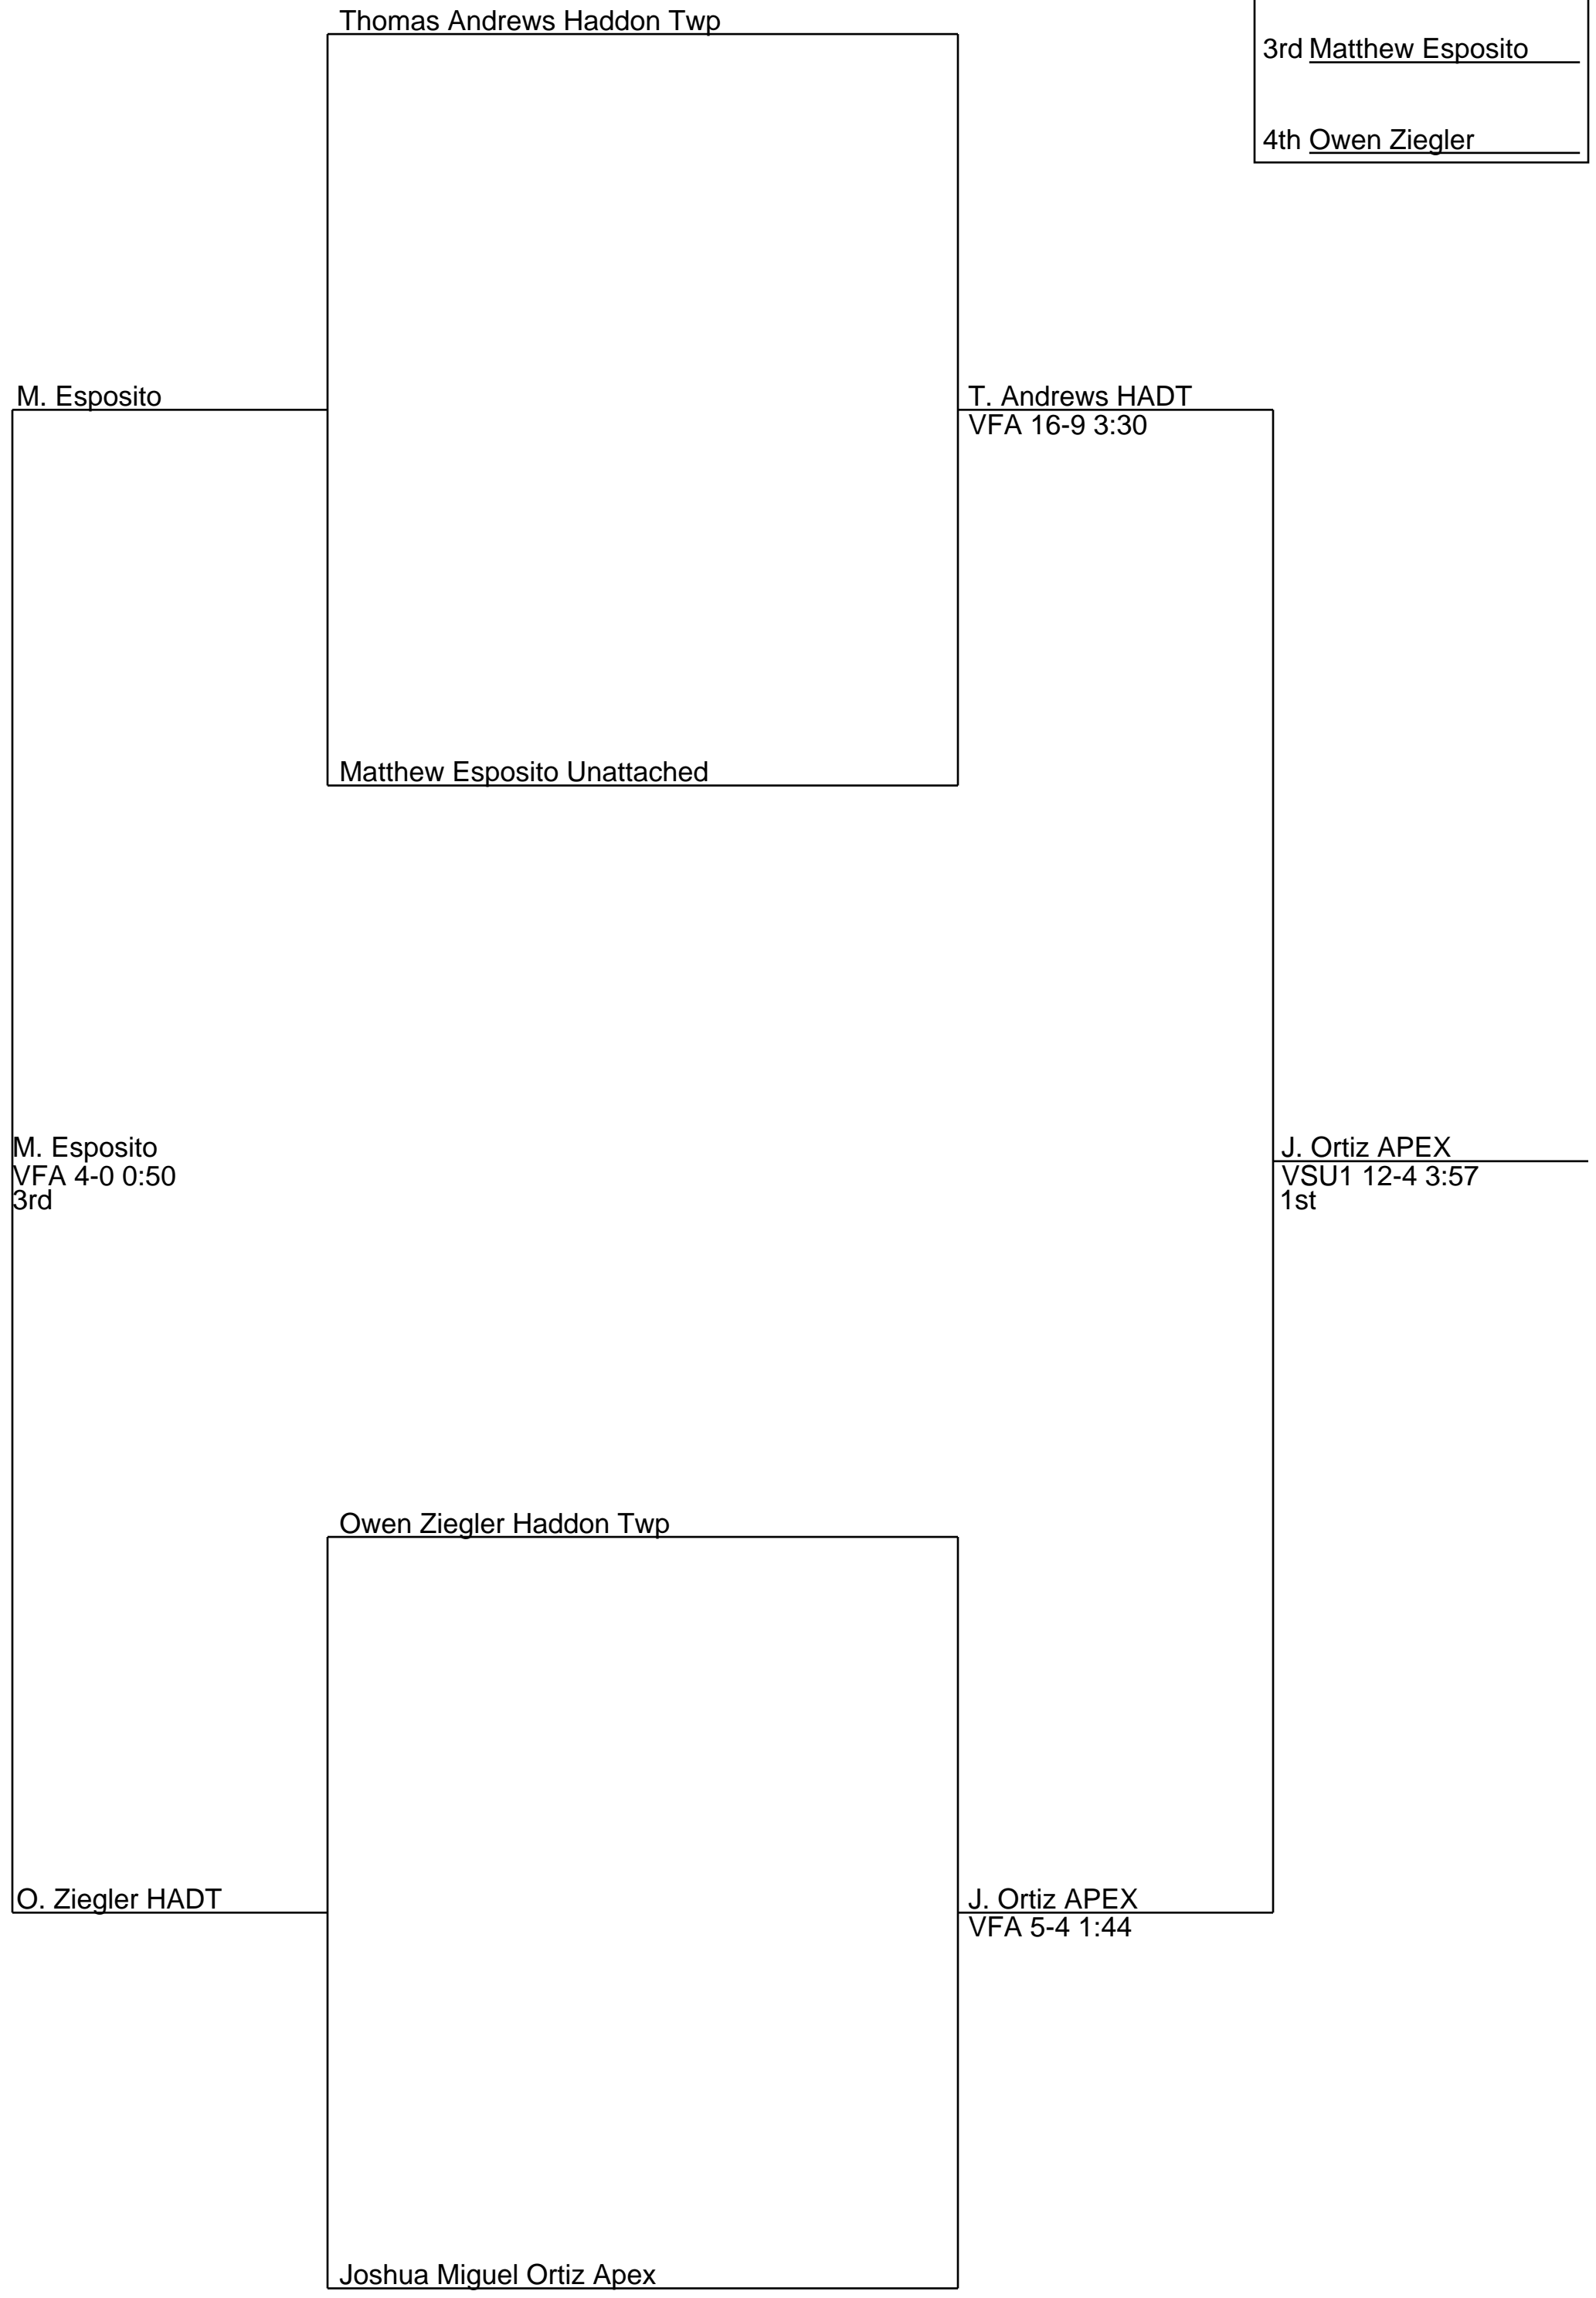 Thomas Andrews Haddon Twp
3rd Matthew Esposito
4th Owen Ziegler
M. Esposito
T. Andrews HADT
VFA 16-9 3:30
Matthew Esposito Unattached
M. Esposito
VFA 4-0 0:50
3rd
J. Ortiz APEX
VSU1 12-4 3:57
1st
Owen Ziegler Haddon Twp
O. Ziegler HADT
J. Ortiz APEX
VFA 5-4 1:44
Joshua Miguel Ortiz Apex